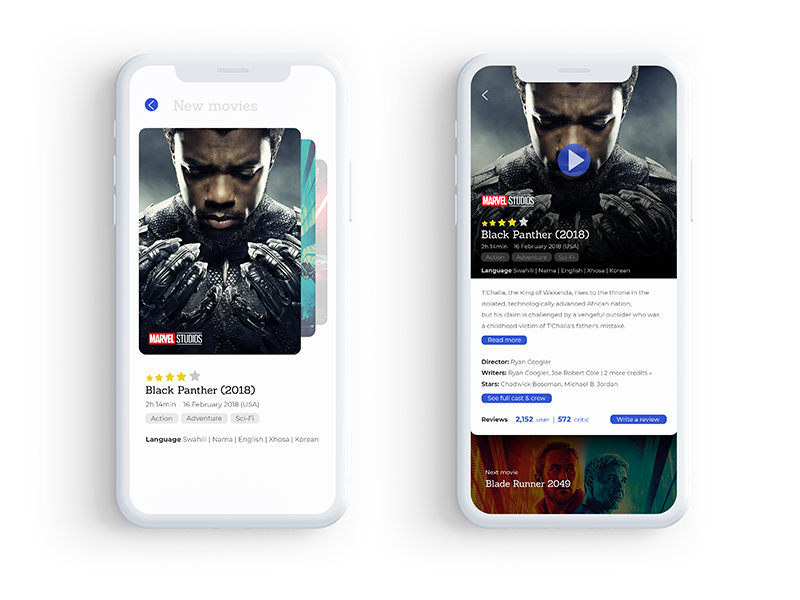 New movies
MARVEL STUDIOS
Black Panther (2018)
2h 14min 16 February 2018 (USA)
Action Adventure Sci-Fi
Language Swahili | Nama | English | Xhosa | Korean
MARVEL STUDIOS
Black Panther (2018)
2h 14min 16 February 2018 (USA)
Action Adventure Sci-Fi
Language Swahili | Nama | English | Xhosa | Korean
T'Challa, the King of Wakanda, rises to the throne in the
isolated, technologically advanced African nation,
but his claim is challenged by a vengeful outsider who was
a childhood victim of T'Challa's father's mistake.
Read more
Director: Ryan Coogler
Writers: Ryan Coogler, Joe Robert Cole | 2 more credits »
Stars: Chadwick Boseman, Michael B. Jordan
See full cast & crew
Reviews 2,152 user | 572 critic Write a review
Next movie
Blade Runner 2049